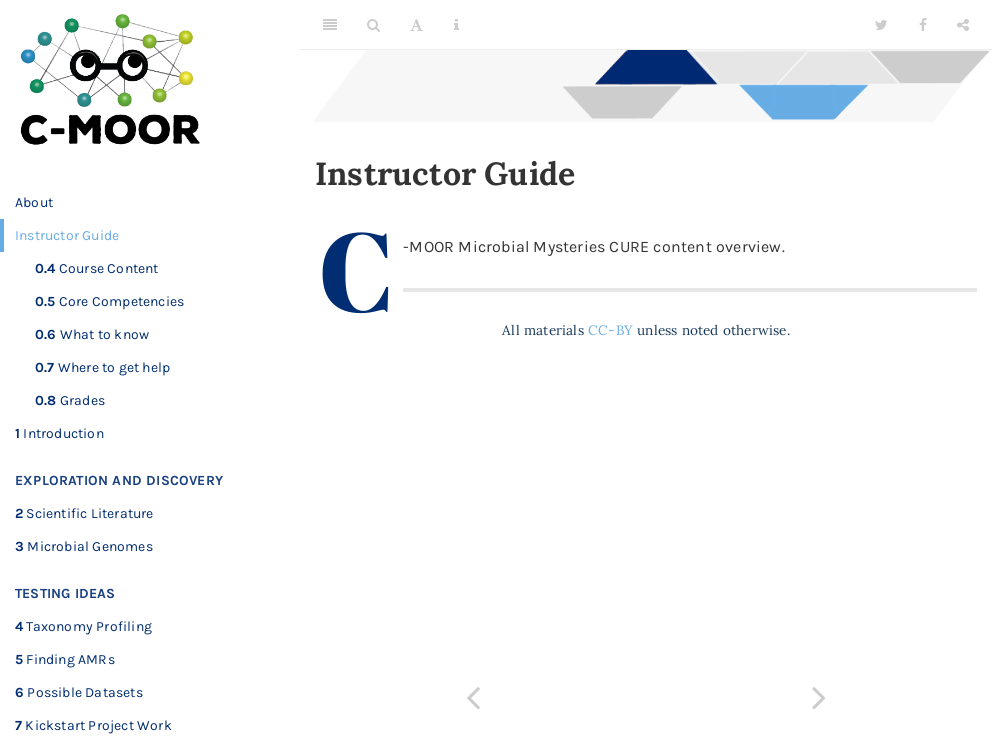 C-MOOR
About
Instructor Guide
0.4 Course Content
0.5 Core Competencies
0.6 What to know
0.7 Where to get help
0.8 Grades
1 Introduction
EXPLORATION AND DISCOVERY
2 Scientific Literature
3 Microbial Genomes
TESTING IDEAS
4 Taxonomy Profiling
5 Finding AMRs
6 Possible Datasets
7 Kickstart Project Work
A
Instructor Guide
C-MOOR Microbial Mysteries CURE content overview.
All materials CC-BY unless noted otherwise.